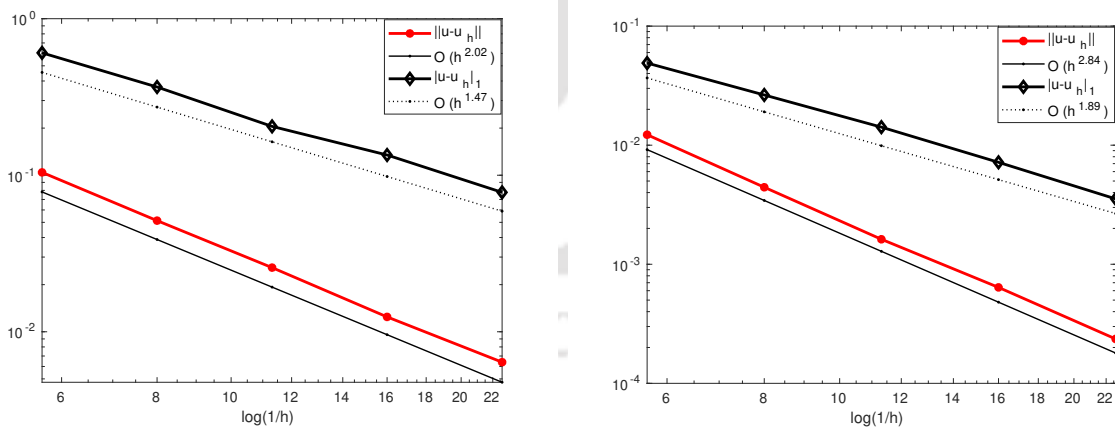 10^0
10^-1
10^-2
||u-u_h||
O (h^2.02)
|u-u_h|_1
O (h^1.47)
6 8 10 12 14 16 18 20 22
log(1/h)
10^-1
10^-2
10^-3
10^-4
||u-u_h||
O (h^2.84)
|u-u_h|_1
O (h^1.89)
6 8 10 12 14 16 18 20 22
log(1/h)